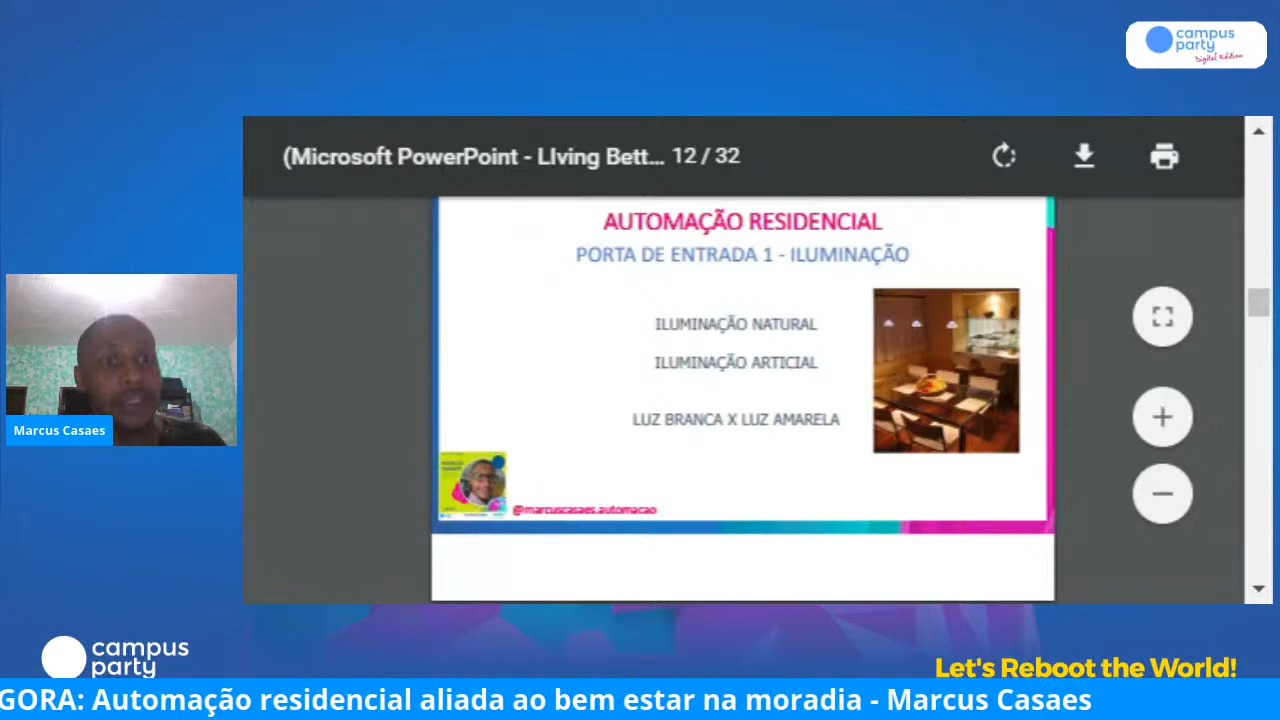 campus
party
Digital Edition
(Microsoft PowerPoint - LIving Bett... 12 / 32
AUTOMAÇÃO RESIDENCIAL
PORTA DE ENTRADA 1 - ILUMINAÇÃO
ILUMINAÇÃO NATURAL
ILUMINAÇÃO ARTICIAL
LUZ BRANCA X LUZ AMARELA
@marcuscasaes.automacao
Marcus Casaes
campus
party
Let's Reboot the World!
GORA: Automação residencial aliada ao bem estar na moradia - Marcus Casaes